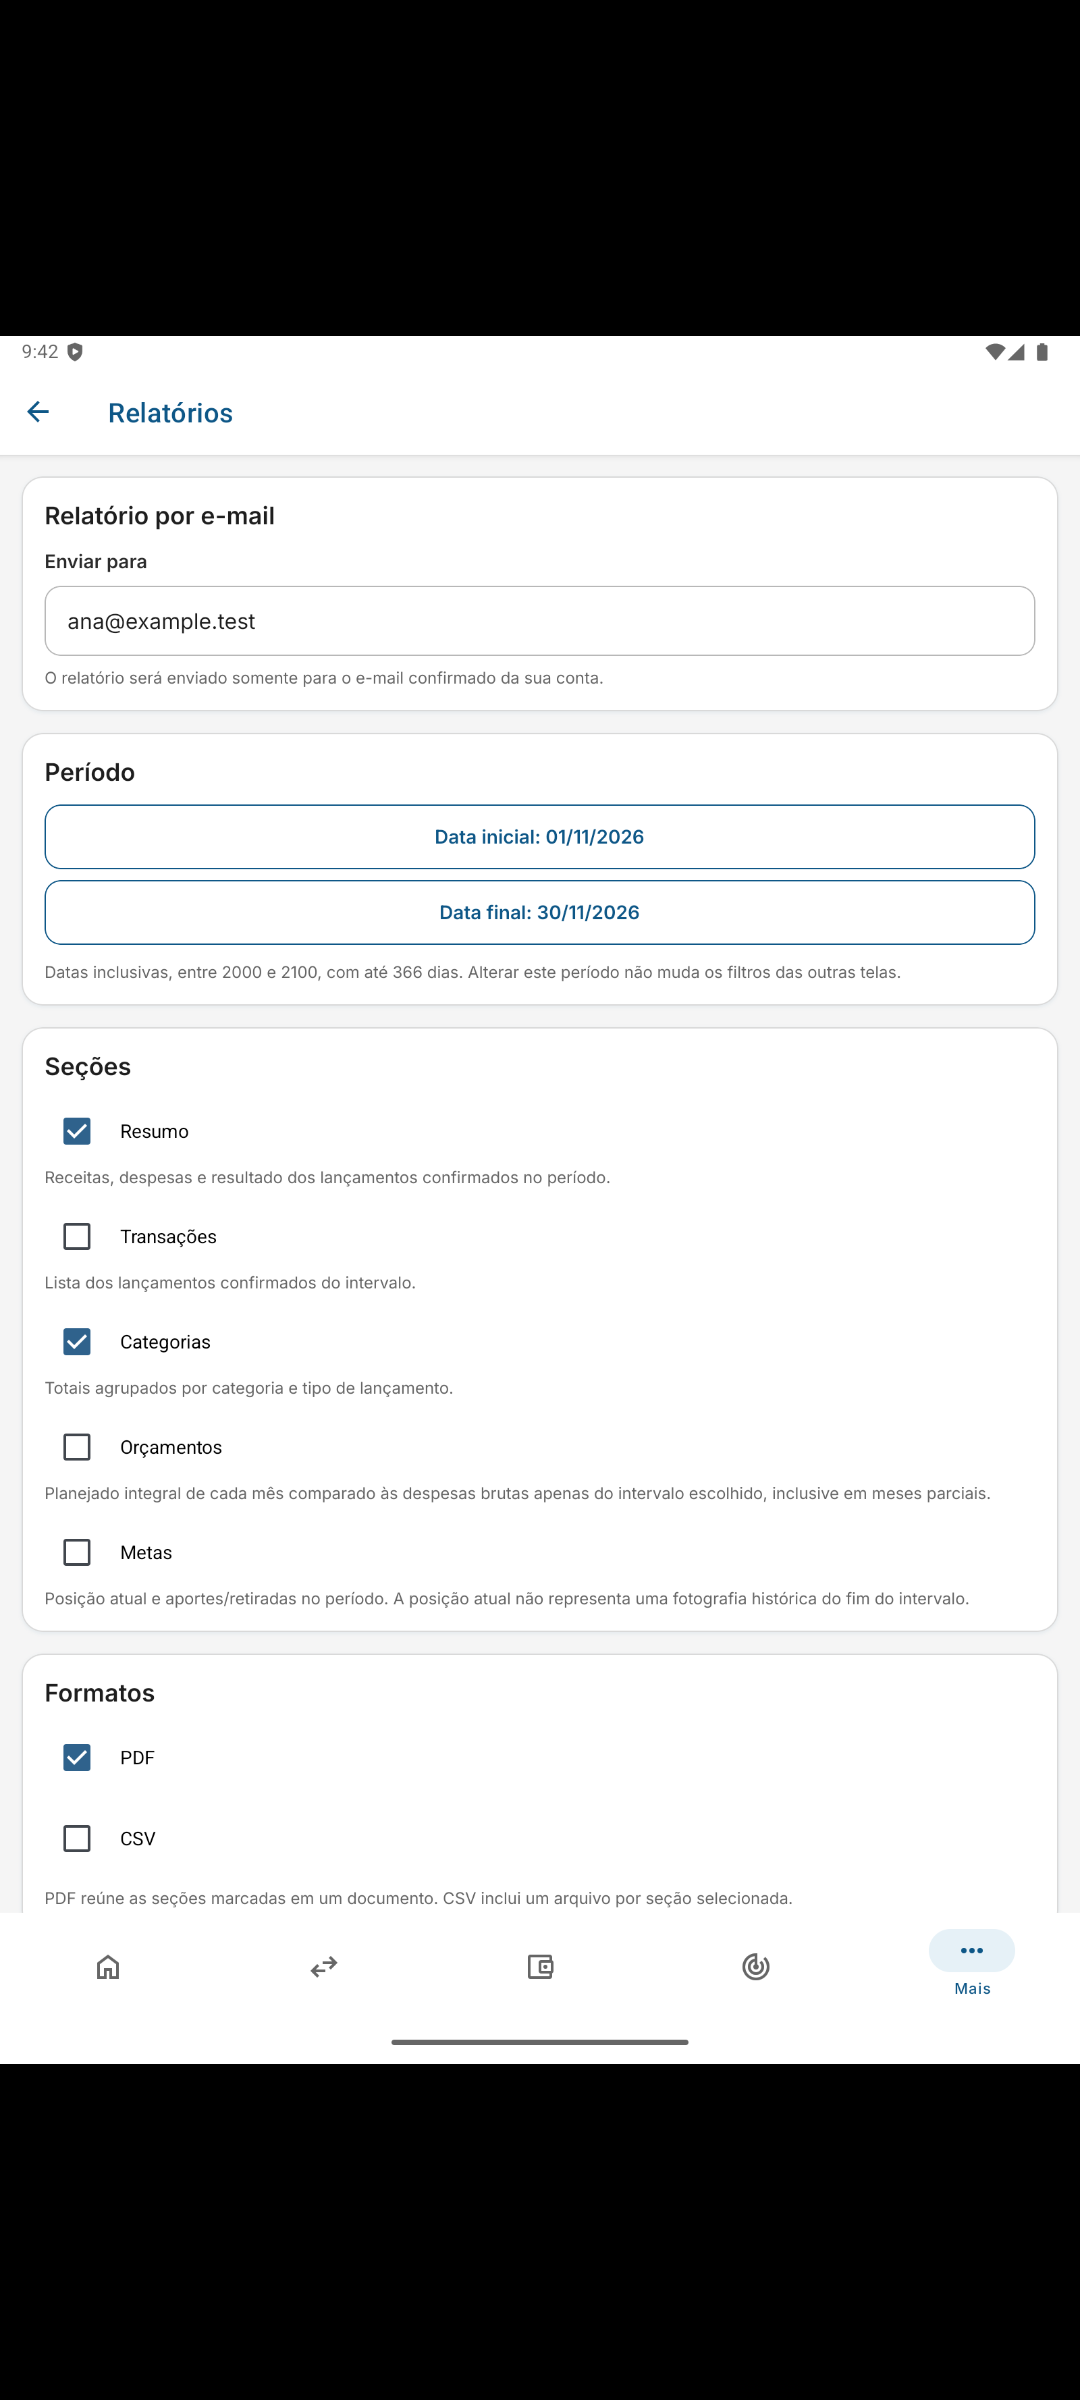 9:42
Relatórios
Relatório por e-mail
Enviar para
ana@example.test
O relatório será enviado somente para o e-mail confirmado da sua conta.
Período
Data inicial: 01/11/2026
Data final: 30/11/2026
Datas inclusivas, entre 2000 e 2100, com até 366 dias. Alterar este período não muda os filtros das outras telas.
Seções
Resumo
Receitas, despesas e resultado dos lançamentos confirmados no período.
Transações
Lista dos lançamentos confirmados do intervalo.
Categorias
Totais agrupados por categoria e tipo de lançamento.
Orçamentos
Planejado integral de cada mês comparado às despesas brutas apenas do intervalo escolhido, inclusive em meses parciais.
Metas
Posição atual e aportes/retiradas no período. A posição atual não representa uma fotografia histórica do fim do intervalo.
Formatos
PDF
CSV
PDF reúne as seções marcadas em um documento. CSV inclui um arquivo por seção selecionada.
Mais